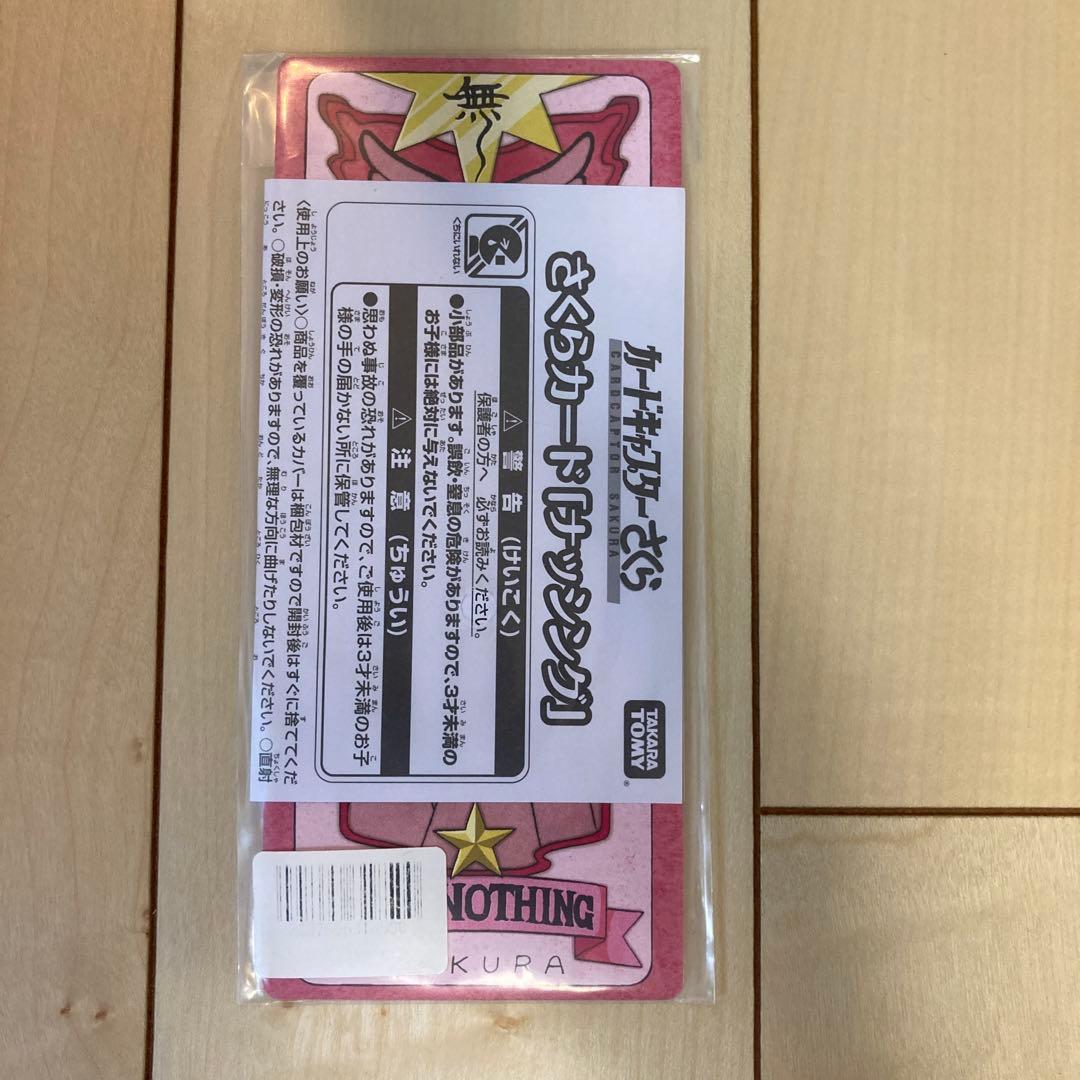 無
カードキャプターさくら
CARDCAPTOR SAKURA
さくらカード[ナッシング]
TAKARA TOMY
®
くちにいれない
⚠ 警告 (けいこく)
保護者の方へ 必ずお読みください。
●小部品があります。誤飲・窒息の危険がありますので、3才未満の
お子様には絶対に与えないでください。
⚠ 注意 (ちゅうい)
●思わぬ事故の恐れがありますので、ご使用後は3才未満のお子
様の手の届かない所に保管してください。
〈使用上のお願い〉○商品を覆っているカバーは梱包材ですので開封後はすぐに捨ててくだ
さい。○破損・変形の恐れがありますので、無理な方向に曲げたりしないでください。○直射
NOTHING
KURA